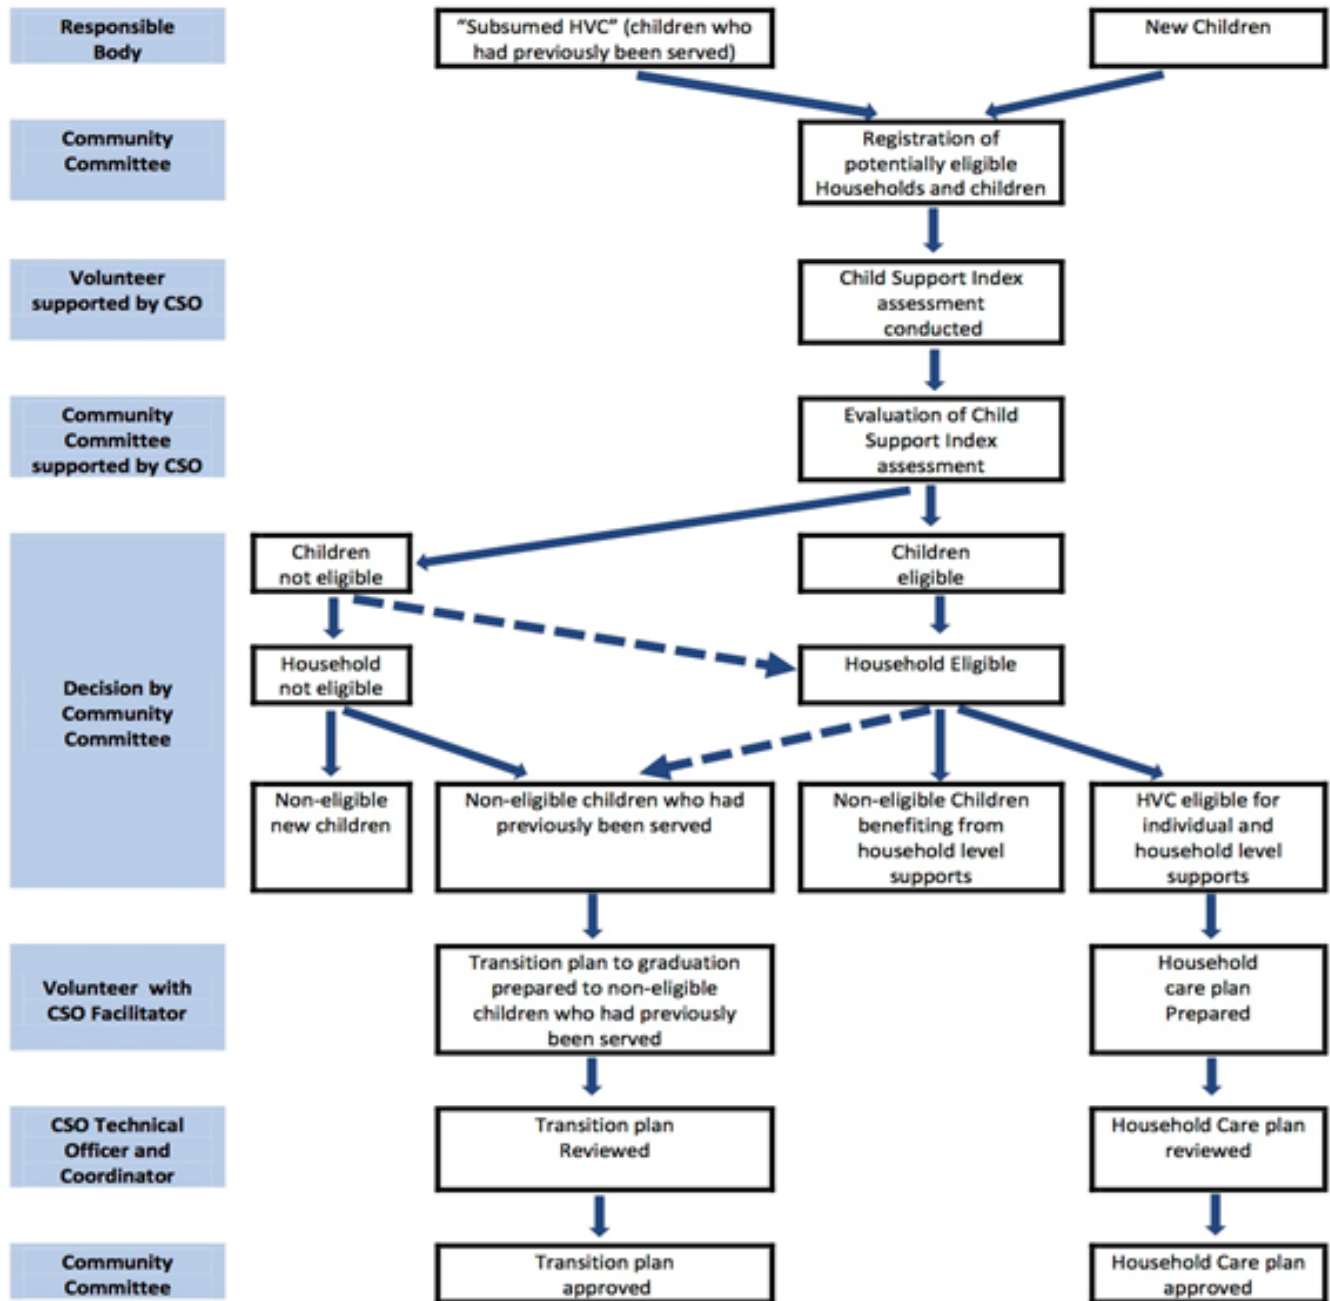 Responsible
Body
“Subsumed HVC” (children who
had previously been served)
New Children
Community
Committee
Registration of
potentially eligible
Households and children
Volunteer
supported by CSO
Child Support Index
assessment
conducted
Community
Committee
supported by CSO
Evaluation of Child
Support Index
assessment
Decision by
Community
Committee
Children
not eligible
Children
eligible
Household
not eligible
Household Eligible
Non-eligible
new children
Non-eligible children who had
previously been served
Non-eligible Children
benefiting from
household level
supports
HVC eligible for
individual and
household level
supports
Volunteer with
CSO Facilitator
Transition plan to graduation
prepared to non-eligible
children who had previously
been served
Household
care plan
Prepared
CSO Technical
Officer and
Coordinator
Transition plan
Reviewed
Household Care plan
reviewed
Community
Committee
Transition plan
approved
Household Care plan
approved